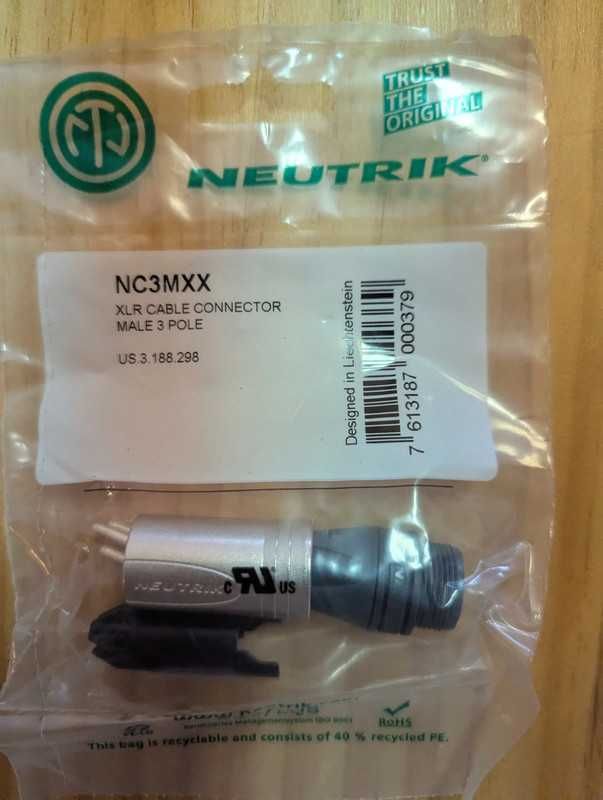 TRUST
THE
ORIGINAL
NEUTRIK®
NC3MXX
XLR CABLE CONNECTOR
MALE 3 POLE
US.3.188.298
Designed in Liechtenstein
7 613187 000379
NEUTRIK
C US
RoHS
This bag is recyclable and consists of 40 % recycled PE.